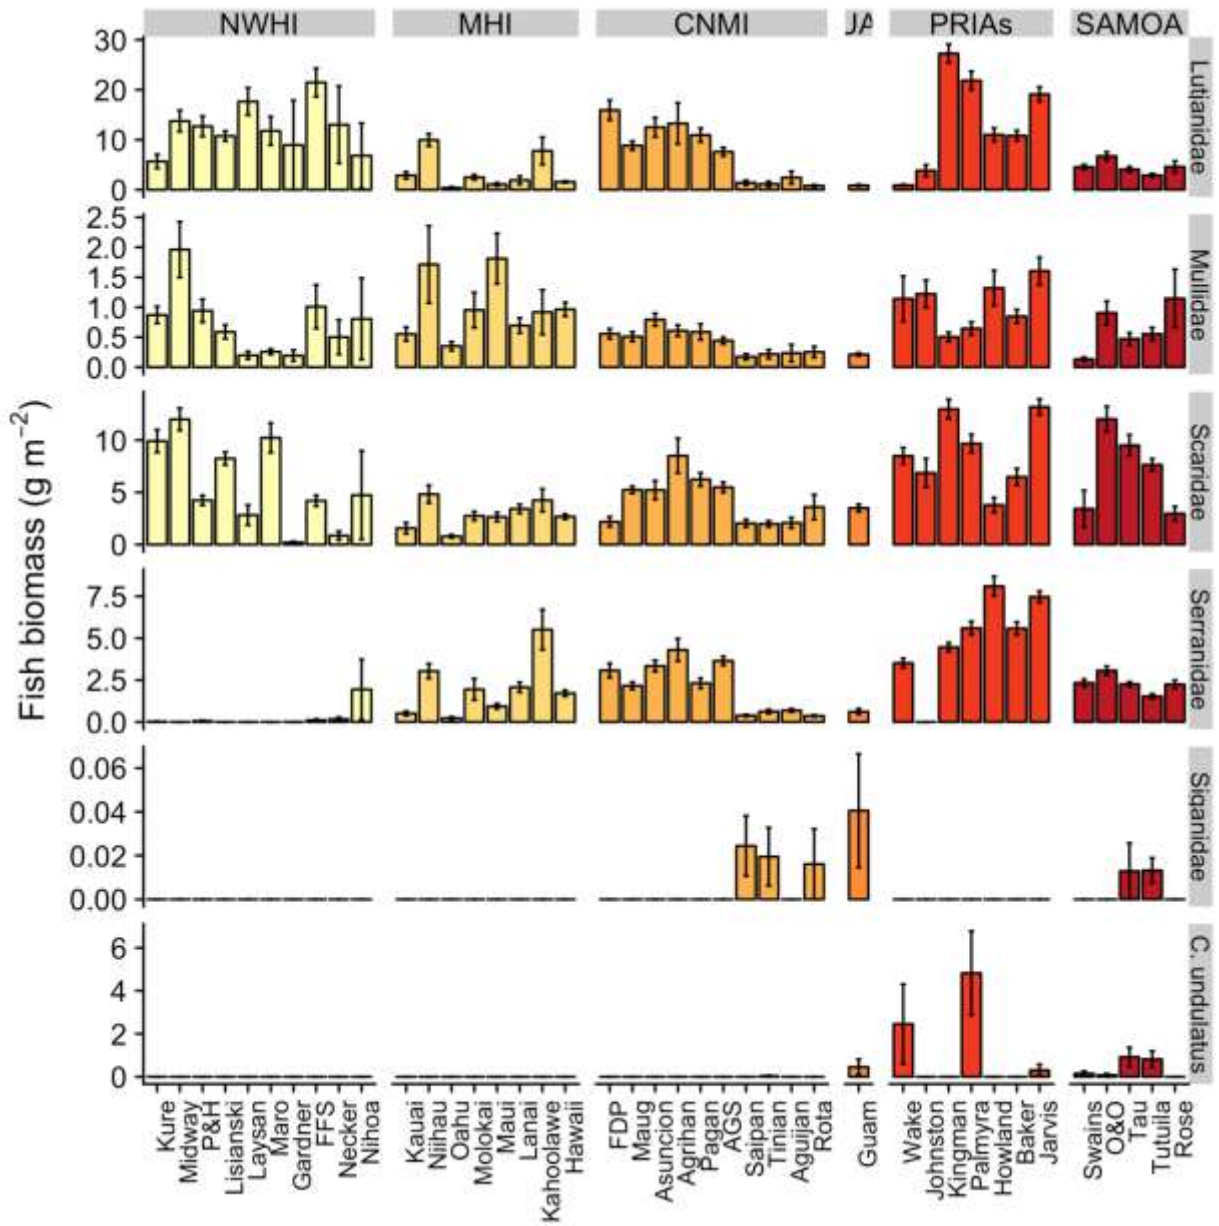 NWHI MHI CNMI JA PRIAs SAMOA
30
20
10
0
Lutjanidae
2.5
2.0
1.5
1.0
0.5
0.0
Mullidae
10
5
0
Scaridae
7.5
5.0
2.5
0.0
Serranidae
0.06
0.04
0.02
0.00
Siganidae
6
4
2
0
C. undulatus
Fish biomass (g m⁻²)
Kure
Midway
P&H
Lisianski
Laysan
Maro
Gardner
FFS
Necker
Nihoa
Kauai
Niihau
Oahu
Molokai
Maui
Lanai
Kahoolawe
Hawaii
FDP
Maug
Asuncion
Agrihan
Pagan
AGS
Saipan
Tinian
Aguijan
Rota
Guam
Wake
Johnston
Kingman
Palmyra
Howland
Baker
Jarvis
Swains
O&O
Tau
Tutuila
Rose